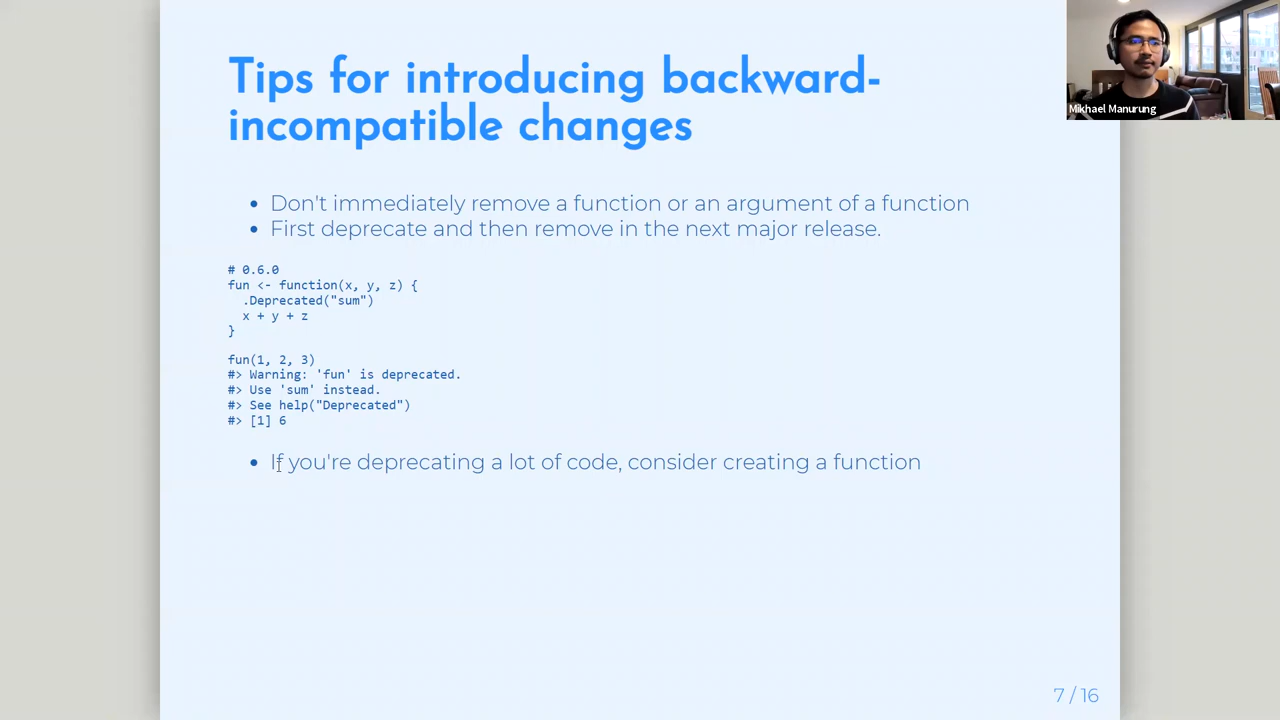 Tips for introducing backward-
incompatible changes
Mikhael Manurung
• Don't immediately remove a function or an argument of a function
• First deprecate and then remove in the next major release.
# 0.6.0
fun <- function(x, y, z) {
  .Deprecated("sum")
  x + y + z
}
fun(1, 2, 3)
#> Warning: 'fun' is deprecated.
#> Use 'sum' instead.
#> See help("Deprecated")
#> [1] 6
• If you're deprecating a lot of code, consider creating a function
7 / 16